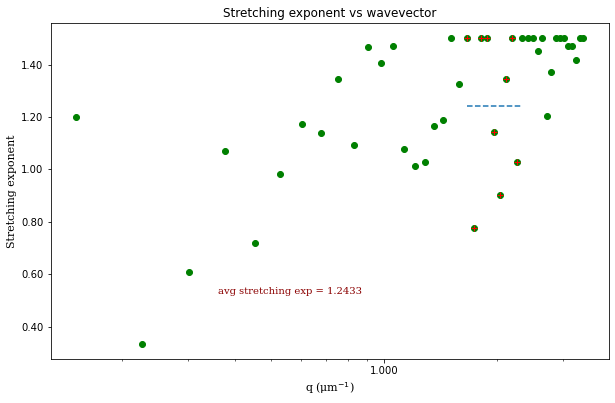 Stretching exponent vs wavevector
Stretching exponent
1.40
1.20
1.00
0.80
0.60
0.40
avg stretching exp = 1.2433
1.000
q (μm⁻¹)